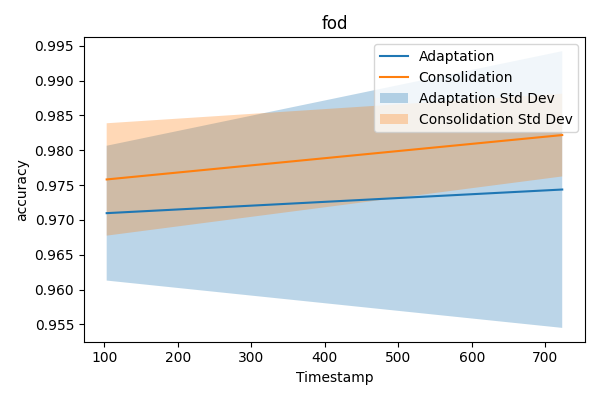 fod
0.995
0.990
0.985
0.980
0.975
0.970
0.965
0.960
0.955
accuracy
Adaptation
Consolidation
Adaptation Std Dev
Consolidation Std Dev
100 200 300 400 500 600 700
Timestamp